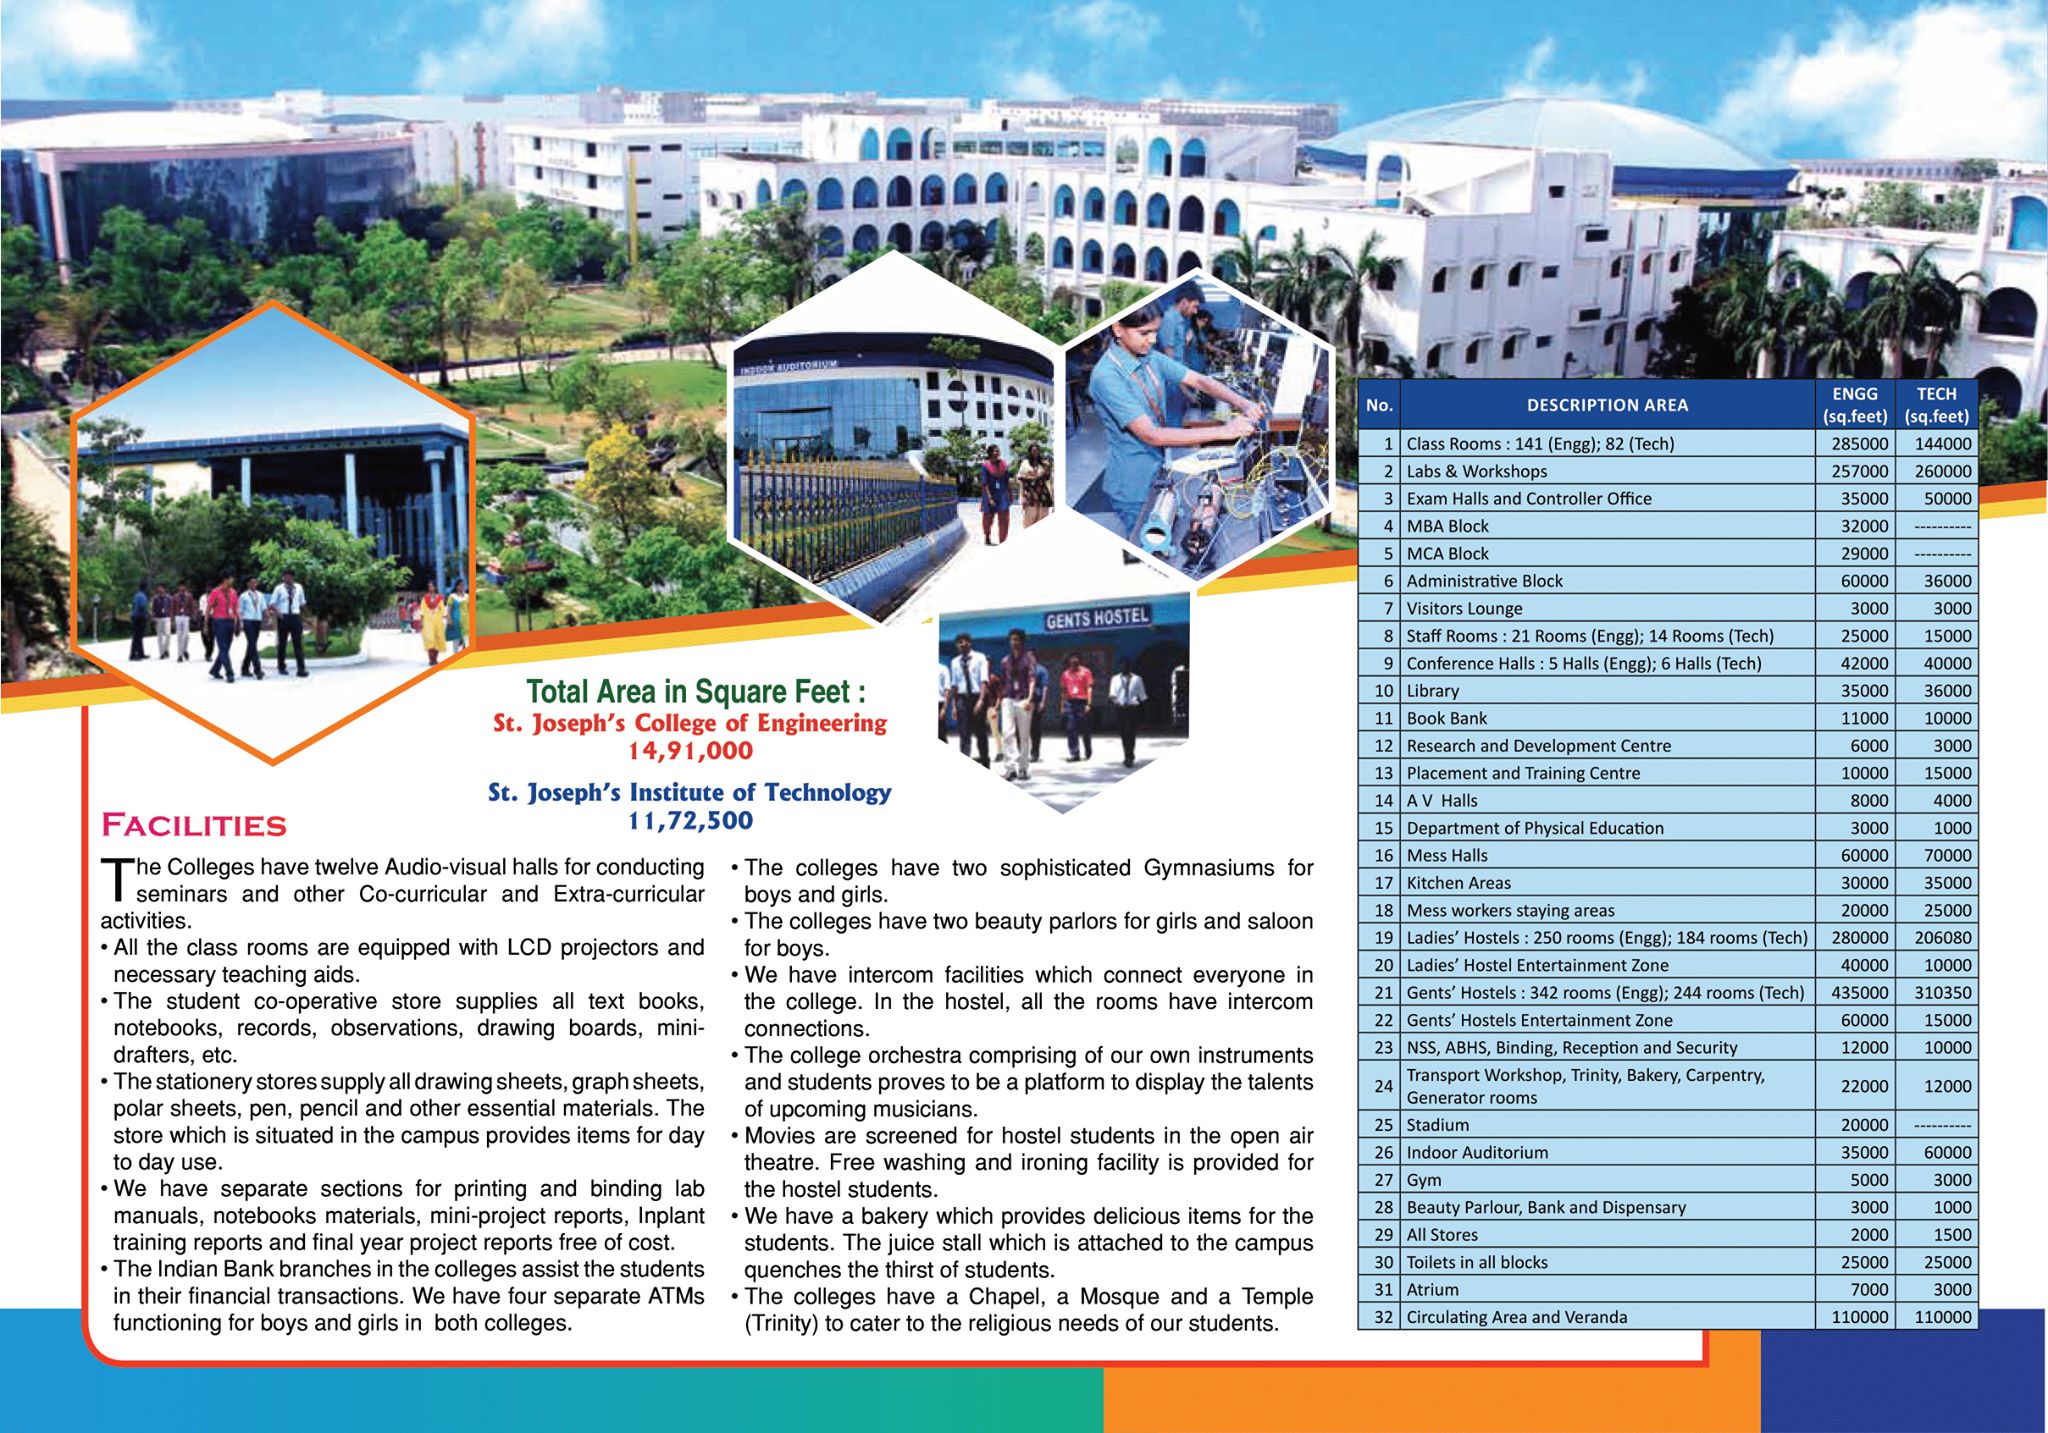 INDOOR AUDITORIUM
GENTS HOSTEL
Total Area in Square Feet :
St. Joseph's College of Engineering
14,91,000
St. Joseph's Institute of Technology
11,72,500
FACILITIES
The Colleges have twelve Audio-visual halls for conducting
seminars and other Co-curricular and Extra-curricular
activities.
• All the class rooms are equipped with LCD projectors and
necessary teaching aids.
• The student co-operative store supplies all text books,
notebooks, records, observations, drawing boards, mini-
drafters, etc.
• The stationery stores supply all drawing sheets, graph sheets,
polar sheets, pen, pencil and other essential materials. The
store which is situated in the campus provides items for day
to day use.
• We have separate sections for printing and binding lab
manuals, notebooks materials, mini-project reports, Inplant
training reports and final year project reports free of cost.
• The Indian Bank branches in the colleges assist the students
in their financial transactions. We have four separate ATMs
functioning for boys and girls in both colleges.
• The colleges have two sophisticated Gymnasiums for
boys and girls.
• The colleges have two beauty parlors for girls and saloon
for boys.
• We have intercom facilities which connect everyone in
the college. In the hostel, all the rooms have intercom
connections.
• The college orchestra comprising of our own instruments
and students proves to be a platform to display the talents
of upcoming musicians.
• Movies are screened for hostel students in the open air
theatre. Free washing and ironing facility is provided for
the hostel students.
• We have a bakery which provides delicious items for the
students. The juice stall which is attached to the campus
quenches the thirst of students.
• The colleges have a Chapel, a Mosque and a Temple
(Trinity) to cater to the religious needs of our students.
No. DESCRIPTION AREA ENGG (sq.feet) TECH (sq.feet)
1 Class Rooms : 141 (Engg); 82 (Tech) 285000 144000
2 Labs & Workshops 257000 260000
3 Exam Halls and Controller Office 35000 50000
4 MBA Block 32000 ----------
5 MCA Block 29000 ----------
6 Administrative Block 60000 36000
7 Visitors Lounge 3000 3000
8 Staff Rooms : 21 Rooms (Engg); 14 Rooms (Tech) 25000 15000
9 Conference Halls : 5 Halls (Engg); 6 Halls (Tech) 42000 40000
10 Library 35000 36000
11 Book Bank 11000 10000
12 Research and Development Centre 6000 3000
13 Placement and Training Centre 10000 15000
14 A V Halls 8000 4000
15 Department of Physical Education 3000 1000
16 Mess Halls 60000 70000
17 Kitchen Areas 30000 35000
18 Mess workers staying areas 20000 25000
19 Ladies' Hostels : 250 rooms (Engg); 184 rooms (Tech) 280000 206080
20 Ladies' Hostel Entertainment Zone 40000 10000
21 Gents' Hostels : 342 rooms (Engg); 244 rooms (Tech) 435000 310350
22 Gents' Hostels Entertainment Zone 60000 15000
23 NSS, ABHS, Binding, Reception and Security 12000 10000
24 Transport Workshop, Trinity, Bakery, Carpentry,
Generator rooms 22000 12000
25 Stadium 20000 ----------
26 Indoor Auditorium 35000 60000
27 Gym 5000 3000
28 Beauty Parlour, Bank and Dispensary 3000 1000
29 All Stores 2000 1500
30 Toilets in all blocks 25000 25000
31 Atrium 7000 3000
32 Circulating Area and Veranda 110000 110000